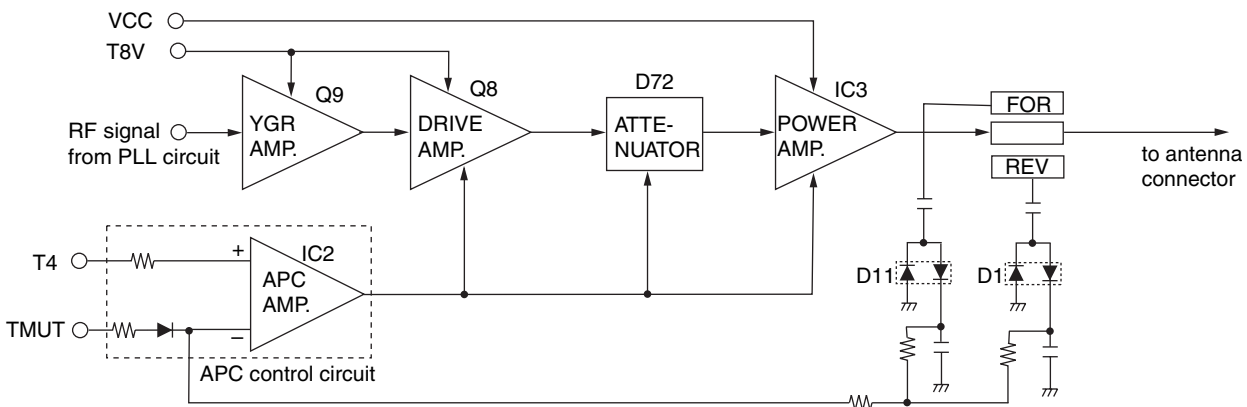 VCC
T8V
Q9
Q8
D72
IC3
FOR
RF signal
from PLL circuit
YGR
AMP.
DRIVE
AMP.
ATTE-
NUATOR
POWER
AMP.
REV
to antenna
connector
T4
+
IC2
APC
AMP.
D11
D1
TMUT
–
APC control circuit